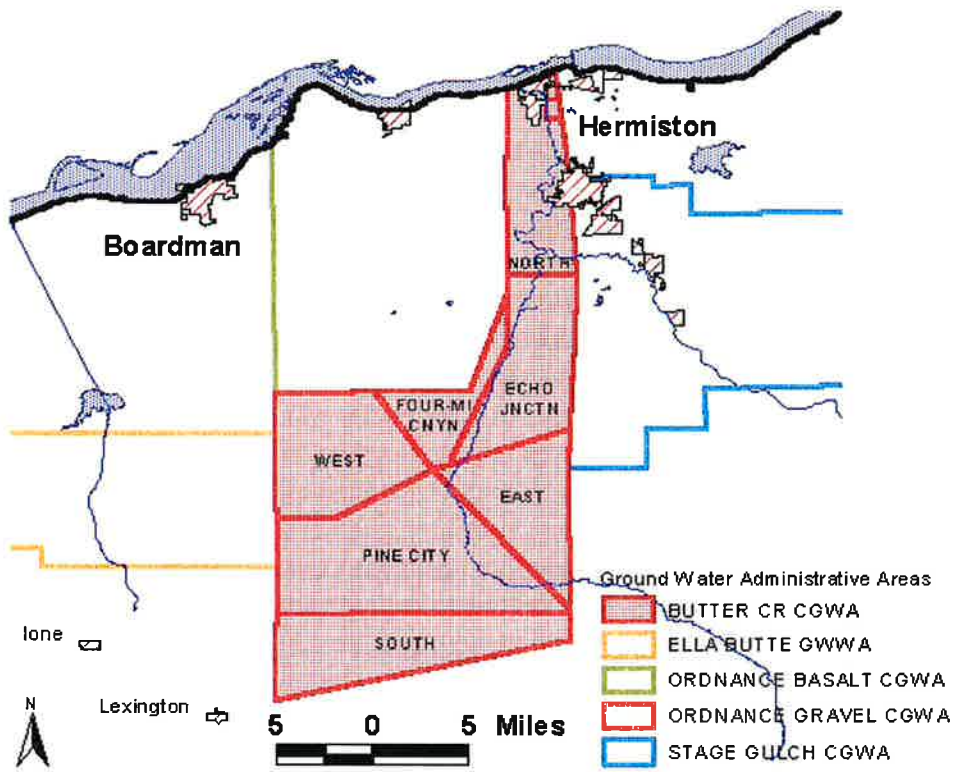 Hermiston
Boardman
NORTH
ECHO
JNCTN
FOUR-MI
CNYN
WEST
EAST
PINE CITY
SOUTH
Ione
Lexington
N
5 0 5 Miles
Ground Water Administrative Areas
BUTTER CR CGWA
ELLA BUTTE GWWA
ORDNANCE BASALT CGWA
ORDNANCE GRAVEL CGWA
STAGE GULCH CGWA